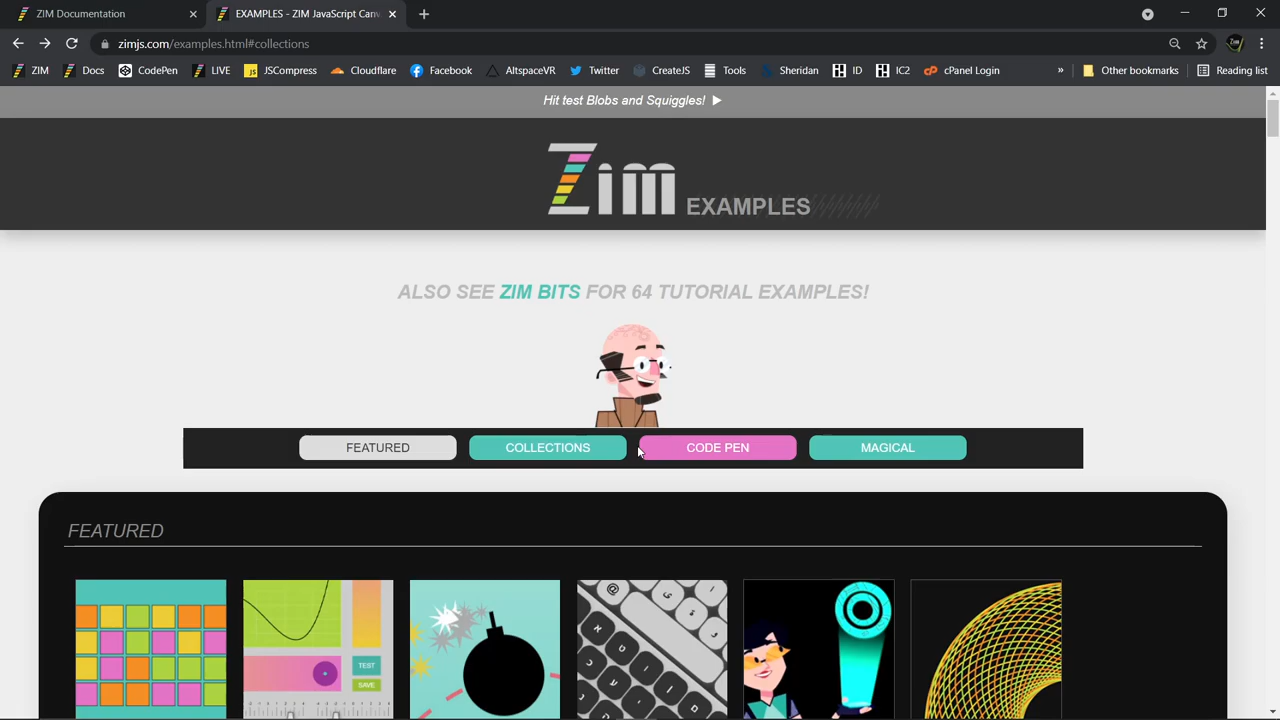 ZIM Documentation
EXAMPLES - ZIM JavaScript Canv
zimjs.com/examples.html#collections
ZIM Docs CodePen LIVE JSCompress Cloudflare Facebook AltspaceVR Twitter CreateJS Tools Sheridan ID IC2 cPanel Login » Other bookmarks Reading list
Hit test Blobs and Squiggles! ▶
Zim EXAMPLES
ALSO SEE ZIM BITS FOR 64 TUTORIAL EXAMPLES!
FEATURED COLLECTIONS CODE PEN MAGICAL
FEATURED
TEST
SAVE